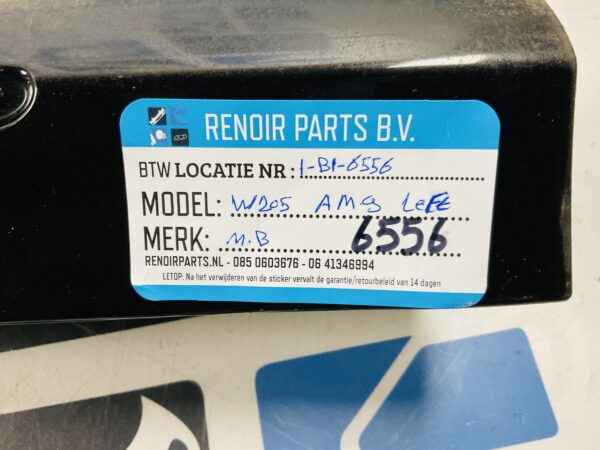 RENOIR PARTS B.V.
BTW LOCATIE NR : 1-B1-6556
MODEL: W205 AMG LEFT
MERK: M.B 6556
RENOIRPARTS.NL - 085 0603676 - 06 41346994
LETOP: Na het verwijderen van de sticker vervalt de garantie/retourbeleid van 14 dagen